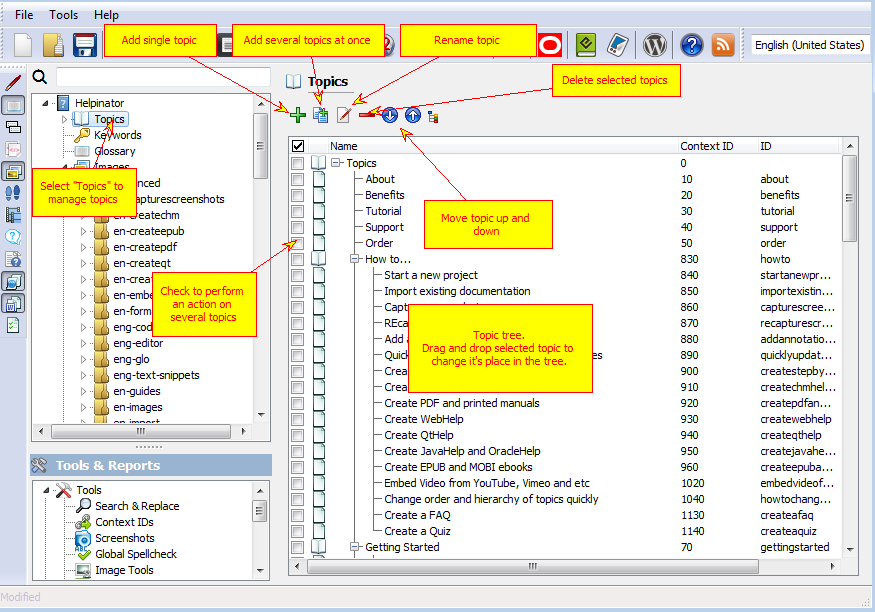 File Tools Help
Add single topic
Add several topics at once
Rename topic
English (United States)
Topics
Delete selected topics
Helpinator
Topics
Keywords
Glossary
Images
Select "Topics" to
manage topics
en-createchm
en-createepub
en-createpdf
en-createqt
en-form
eng-cod
eng-editor
eng-glo
eng-text-snippets
en-guides
en-images
en-import
Check to perform
an action on
several topics
Tools & Reports
Tools
Search & Replace
Context IDs
Screenshots
Global Spellcheck
Image Tools
Name Context ID ID
Topics 0
About 10 about
Benefits 20 benefits
Tutorial 30 tutorial
Support 40 support
Order 50 order
How to... 830 howto
Start a new project 840 startanewpr...
Import existing documentation 850 importexistin...
860 capturescree...
870 recapturescr...
880 addannotatio...
890 quicklyupdat...
900 createstepby...
910 createchmhel...
Create PDF and printed manuals 920 createpdfan...
Create WebHelp 930 createwebhelp
Create QtHelp 940 createqthelp
Create JavaHelp and OracleHelp 950 createjavahe...
Create EPUB and MOBI ebooks 960 createepuba...
Embed Video from YouTube, Vimeo and etc 1020 embedvideof...
Change order and hierarchy of topics quickly 1040 howtochang...
Create a FAQ 1130 createafaq
Create a Quiz 1140 createaquiz
Getting Started 70 gettingstarted
Move topic up and
down
Topic tree.
Drag and drop selected topic to
change it's place in the tree.
Modified